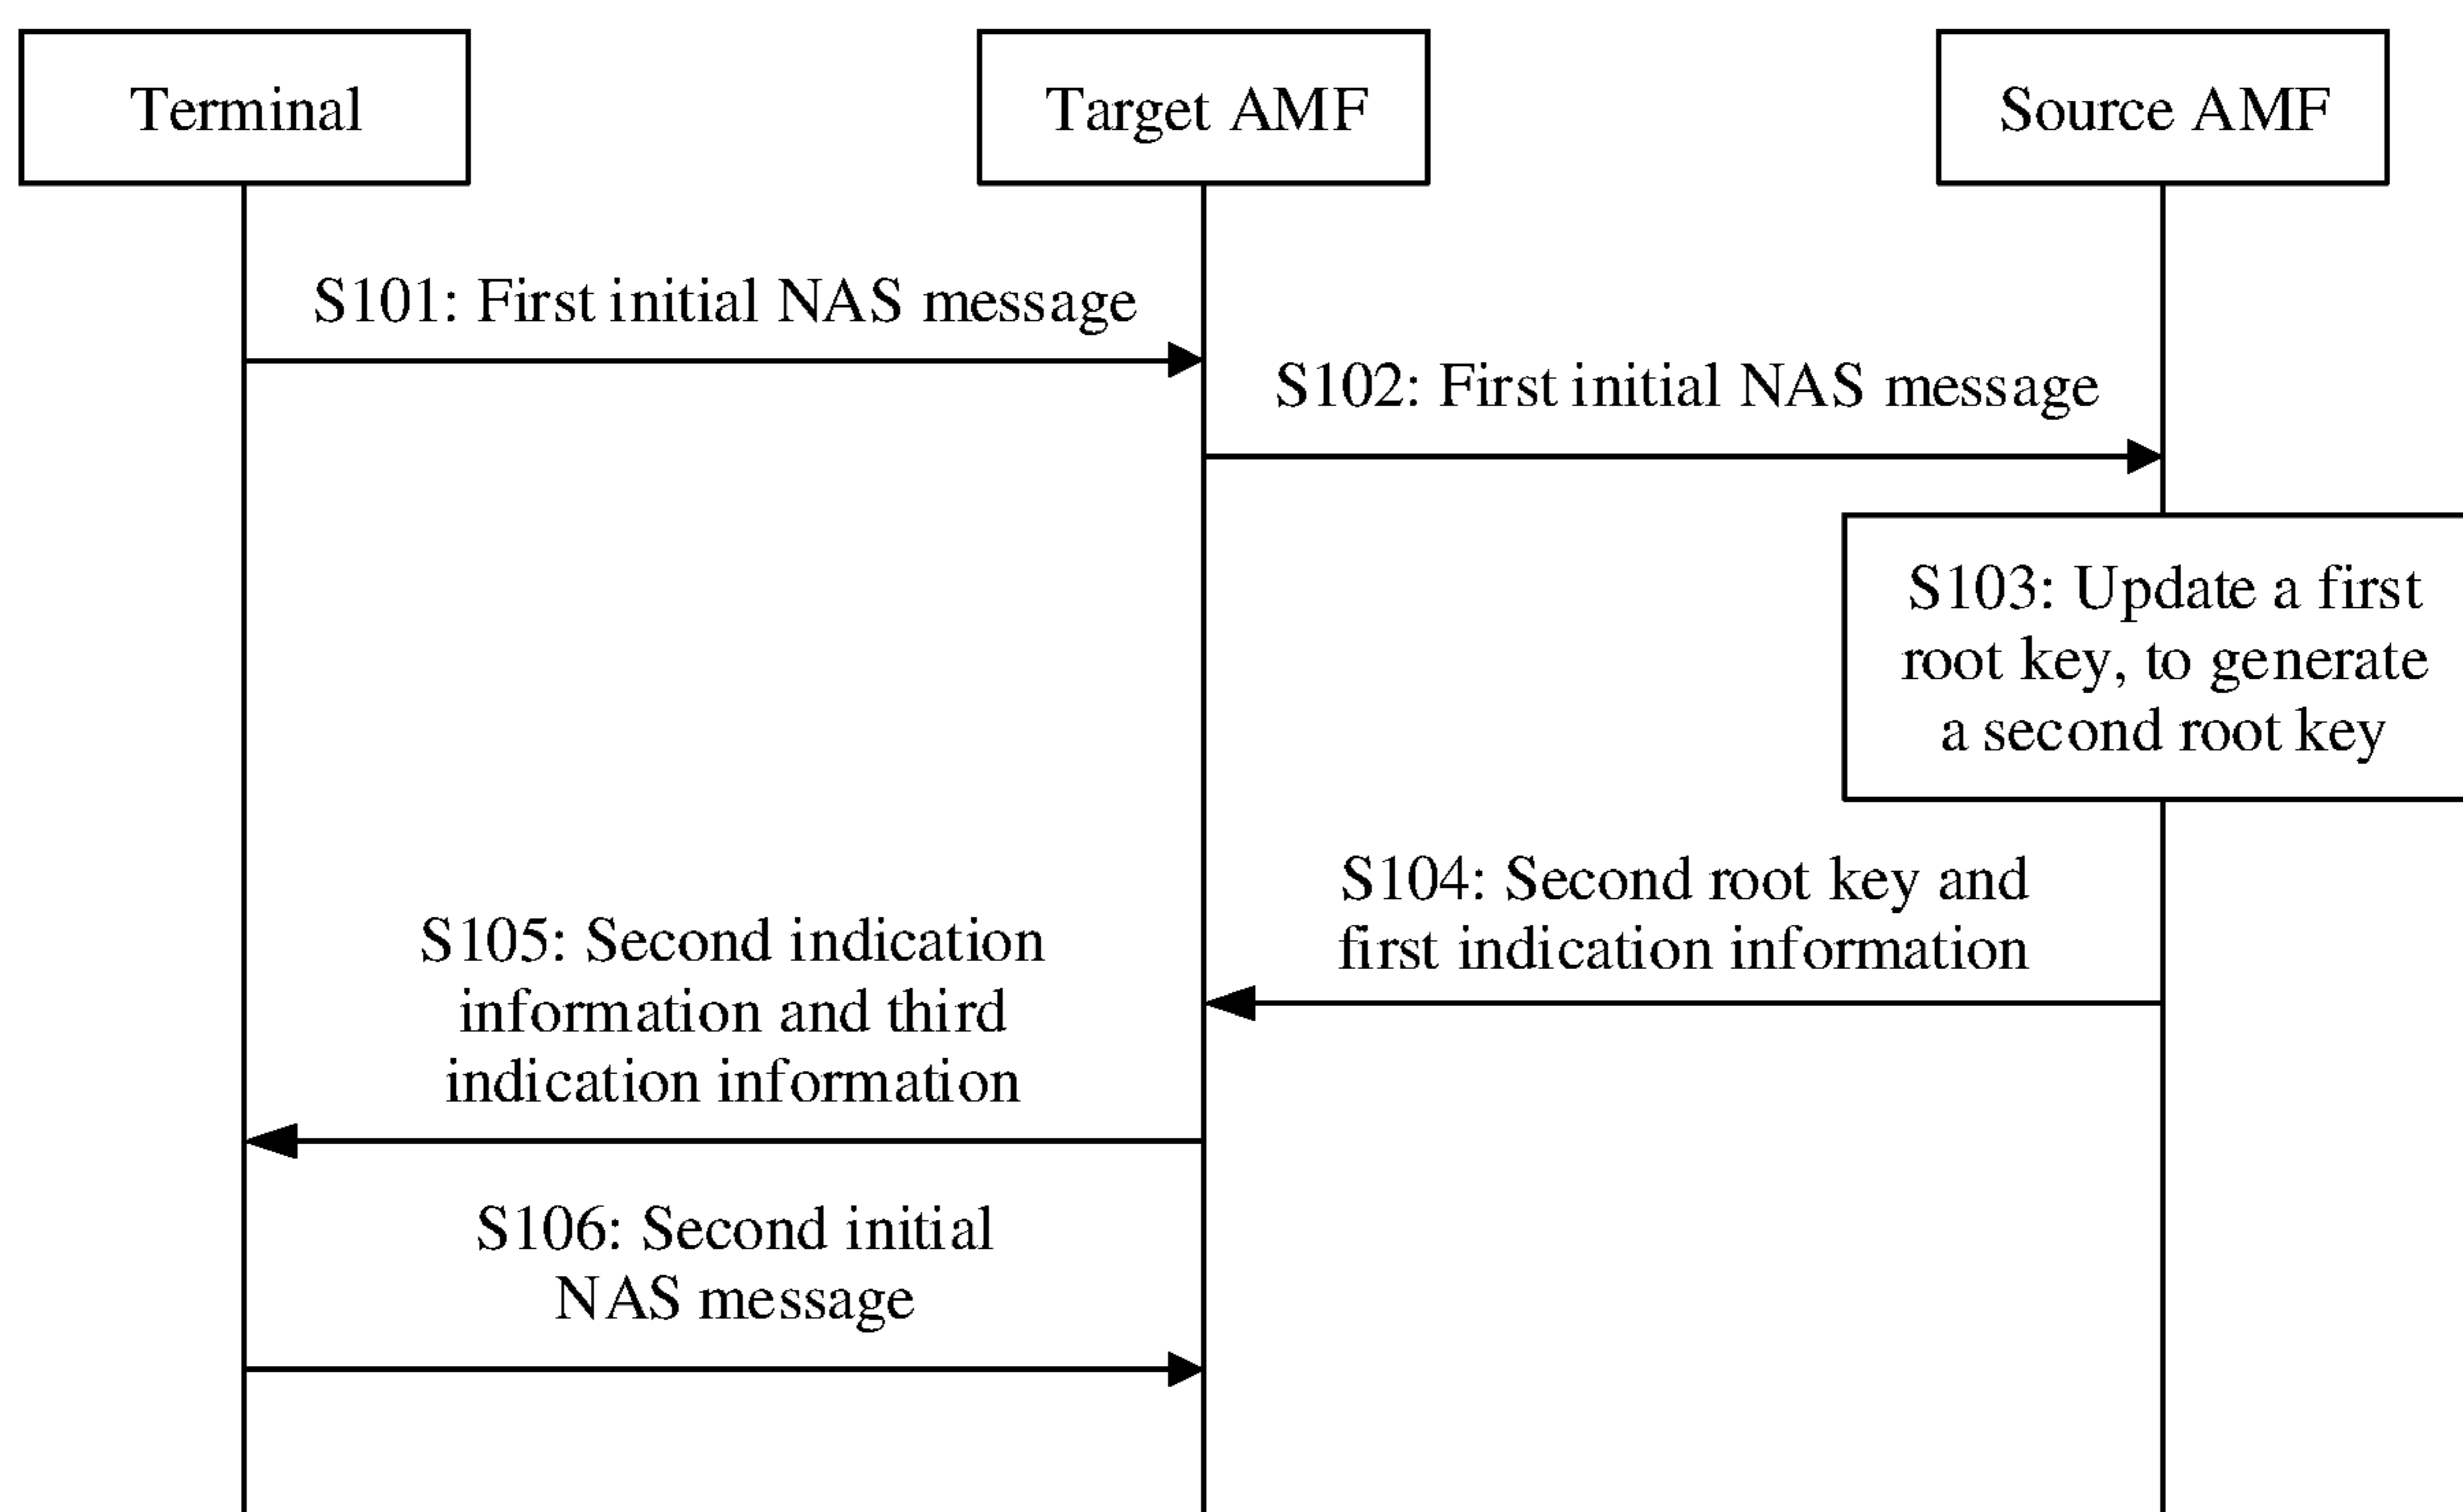 Terminal
Target AMF
Source AMF
S101: First initial NAS message
S102: First initial NAS message
S103: Update a first
root key, to generate
a second root key
S104: Second root key and
first indication information
S105: Second indication
information and third
indication information
S106: Second initial
NAS message